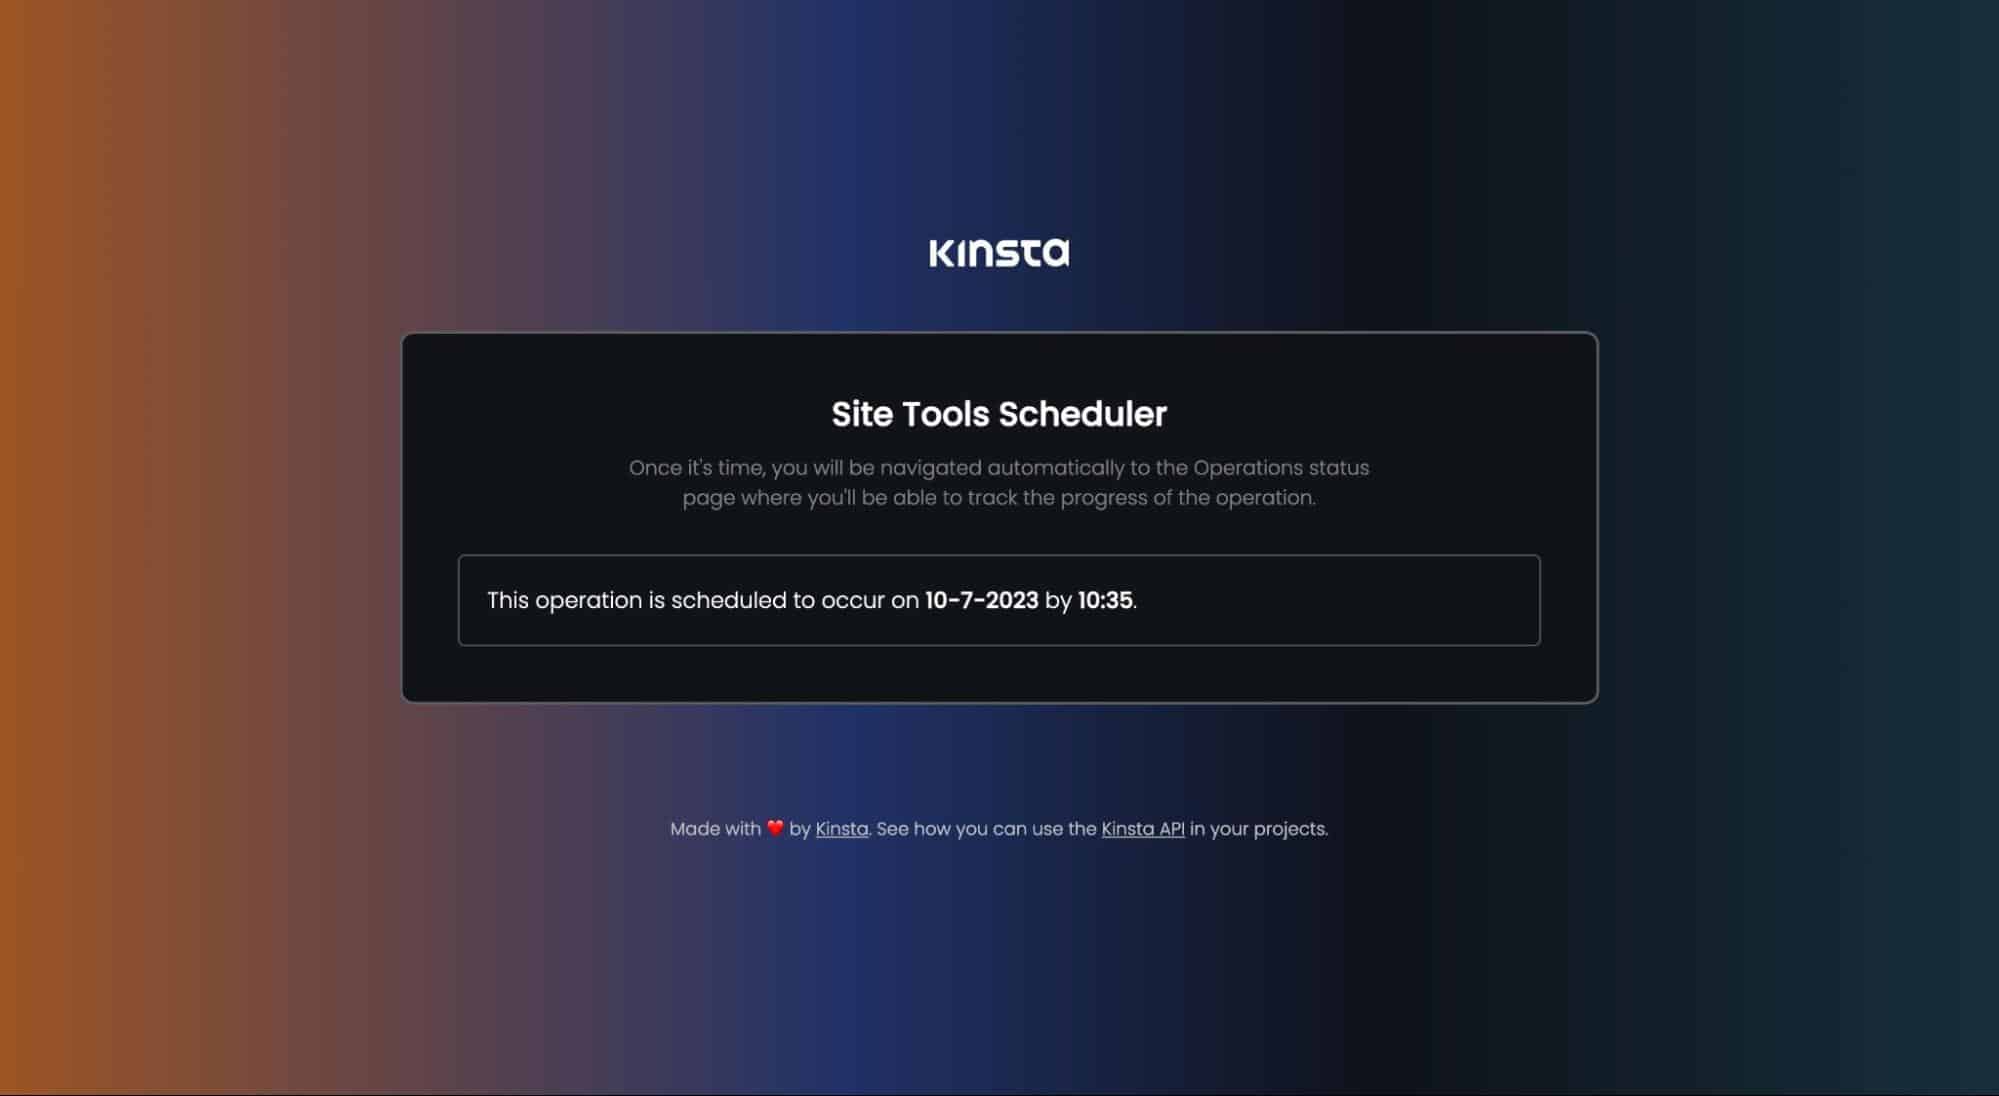 Kinsta
Site Tools Scheduler
Once it's time, you will be navigated automatically to the Operations status
page where you'll be able to track the progress of the operation.
This operation is scheduled to occur on 10-7-2023 by 10:35.
Made with ❤️ by Kinsta. See how you can use the Kinsta API in your projects.